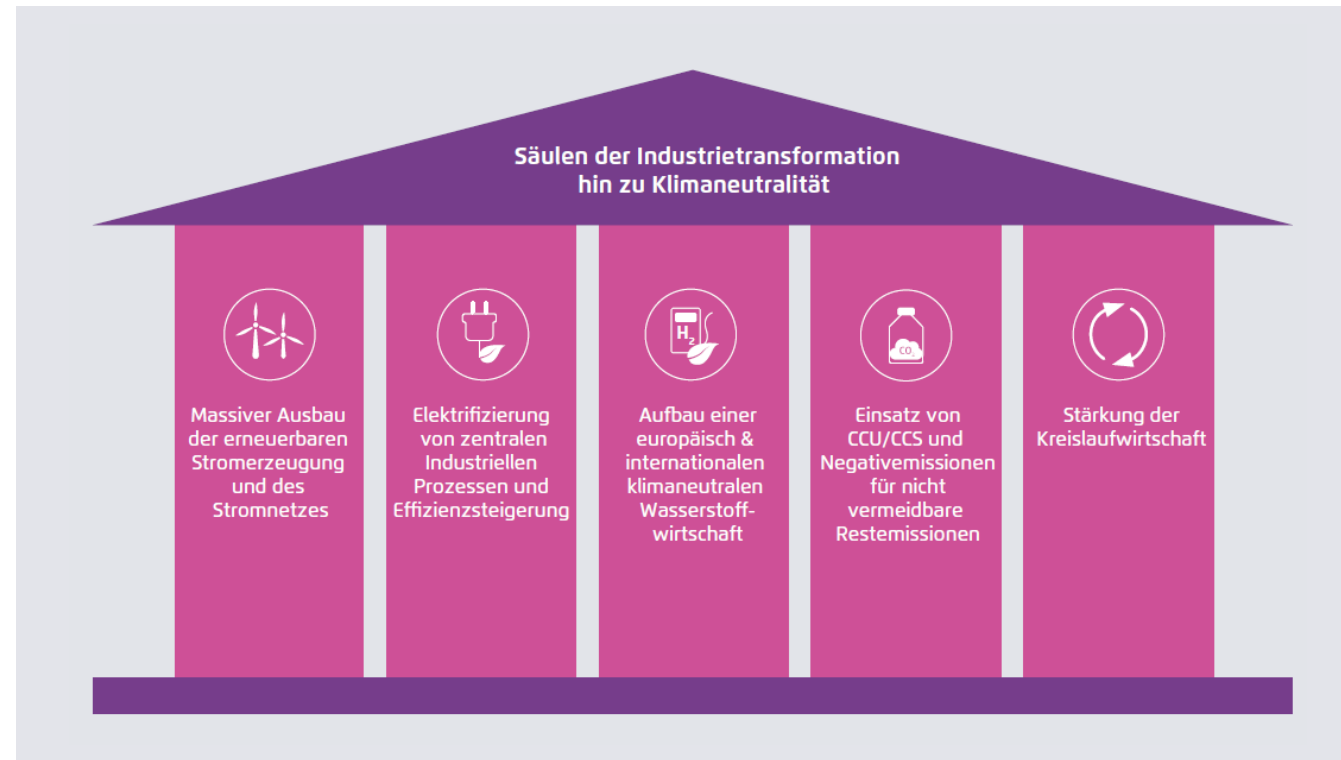 Säulen der Industrietransformation
hin zu Klimaneutralität
Massiver Ausbau
der erneuerbaren
Stromerzeugung
und des
Stromnetzes
Elektrifizierung
von zentralen
Industriellen
Prozessen und
Effizienzsteigerung
H₂
Aufbau einer
europäisch &
internationalen
klimaneutralen
Wasserstoff-
wirtschaft
CO₂
Einsatz von
CCU/CCS und
Negativemissionen
für nicht
vermeidbare
Restemissionen
Stärkung der
Kreislaufwirtschaft